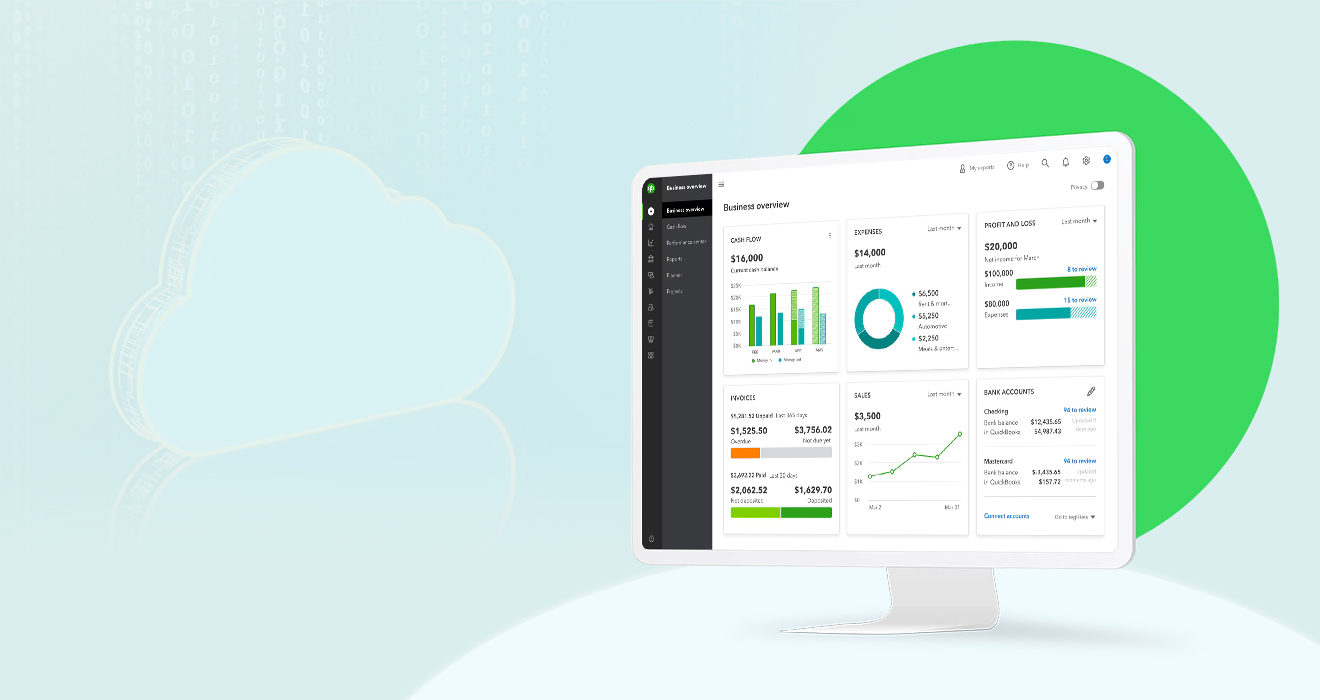 qb
Business overview
Business overview
Cash flow
Performance center
Reports
Planner
Projects
My experts
Help
Privacy
Business overview
CASH FLOW
$16,000
Current cash balance
$25K
$20K
$15K
$10K
$5K
$0K
FEB
MAR
APR
MAY
Money in
Money out
EXPENSES
Last month
$14,000
Last month
$6,500
Rent & mort...
$5,250
Automotive
$2,250
Meals & entert...
PROFIT AND LOSS
Last month
$20,000
Net income for March
$100,000
8 to review
Income
$80,000
15 to review
Expenses
INVOICES
$5,281.52 Unpaid Last 365 days
$1,525.50
$3,756.02
Overdue
Not due yet
$3,692.22 Paid Last 30 days
$2,062.52
$1,629.70
Not deposited
Deposited
SALES
Last month
$3,500
Last month
$3K
$2K
$1K
$0
Mar 2
Mar 31
BANK ACCOUNTS
Checking
94 to review
Bank balance
$12,435.65
Updated
in QuickBooks
$4,987.43
days ago
Mastercard
94 to review
Bank balance
$-3,435.65
Updated
in QuickBooks
$157.72
moments ago
Connect accounts
Go to registers